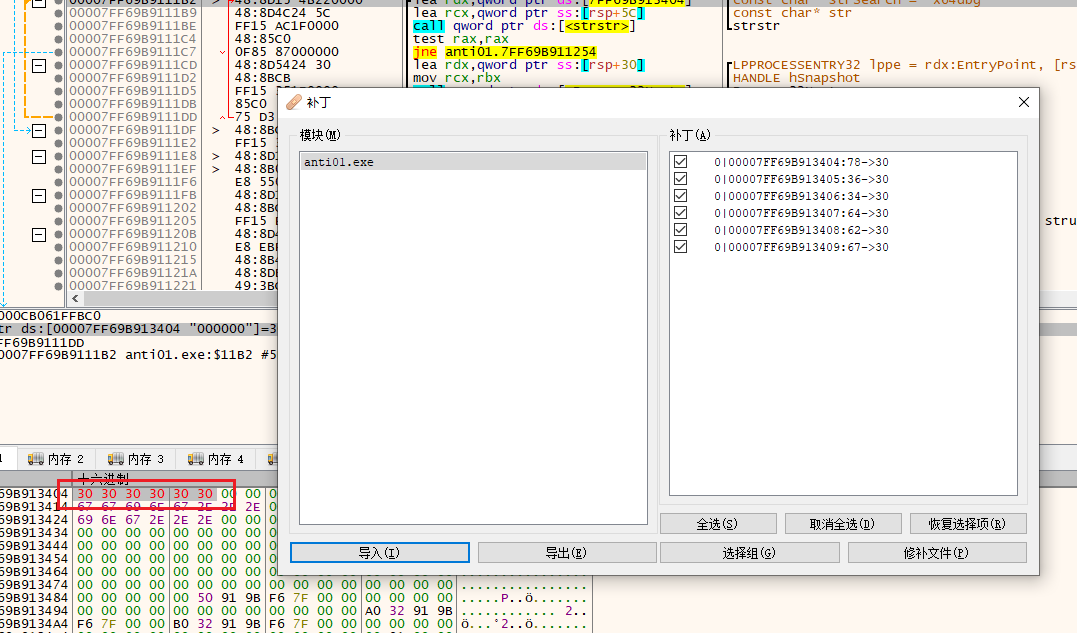 00007FF69B9111B2 > 48:8D15 4B220000 lea rdx,qword ptr ds:[7FF69B913404] const char* strSearch = "x64dbg
00007FF69B9111B9 48:8D4C24 5C lea rcx,qword ptr ss:[rsp+5C] const char* str
00007FF69B9111BE FF15 AC1F0000 call qword ptr ds:[<strstr>] strstr
00007FF69B9111C4 48:85C0 test rax,rax
00007FF69B9111C7 0F85 87000000 jne anti01.7FF69B911254
00007FF69B9111CD 48:8D5424 30 lea rdx,qword ptr ss:[rsp+30] LPPROCESSENTRY32 lppe = rdx:EntryPoint, [rs
00007FF69B9111D2 48:8BCB mov rcx,rbx HANDLE hSnapshot
00007FF69B9111D5 FF15
00007FF69B9111DB 85C0
00007FF69B9111DD 75 D3
00007FF69B9111DF > 48:8B
00007FF69B9111E2 FF15
00007FF69B9111E8 > 48:8D
00007FF69B9111EF > 48:8
00007FF69B9111F6 E8 55
00007FF69B9111FB 48:8D
00007FF69B911202 48:8B
00007FF69B911205 FF15
00007FF69B91120B 48:8D
00007FF69B911210 E8 EB
00007FF69B911215 48:8B4
00007FF69B91121A 48:8D
00007FF69B911221 49:3B
stru
000CB061FFBC0
tr ds:[00007FF69B913404 "000000"]=3
FF69B9111DD
0007FF69B9111B2 anti01.exe:$11B2 #5
补丁
模块(M)
anti01.exe
导入(I)
导出(E)
补丁(A)
0|00007FF69B913404:78->30
0|00007FF69B913405:36->30
0|00007FF69B913406:34->30
0|00007FF69B913407:64->30
0|00007FF69B913408:62->30
0|00007FF69B913409:67->30
全选(S)
取消全选(D)
恢复选择项(R)
选择组(G)
修补文件(P)
1 内存 2 内存 3 内存 4
十六进制
69B913404 30 30 30 30 30 30 00 00 0
69B913414 67 67 69 6E 67 2E 2E 2E 0
69B913424 69 6E 67 2E 2E 2E 00 00 0
69B913434 00 00 00 00 00 00 00 00 0
69B913444 00 00 00 00 00 00 00 00 0
69B913454 00 00 00 00 00 00 00 00 0
69B913464 00 00 00 00 00 00 00 00 0
69B913474 00 00 00 00 00 00 00 00 00 00 00 00 00 00 00 00 ................
69B913484 00 00 00 00 00 50 91 9B F6 7F 00 00 00 00 00 00 .....P..ö.......
69B913494 00 00 00 00 00 00 00 00 00 00 00 00 A0 32 91 9B ............ 2..
69B9134A4 F6 7F 00 00 B0 32 91 9B F6 7F 00 00 00 00 00 00 ö...°2..ö.......